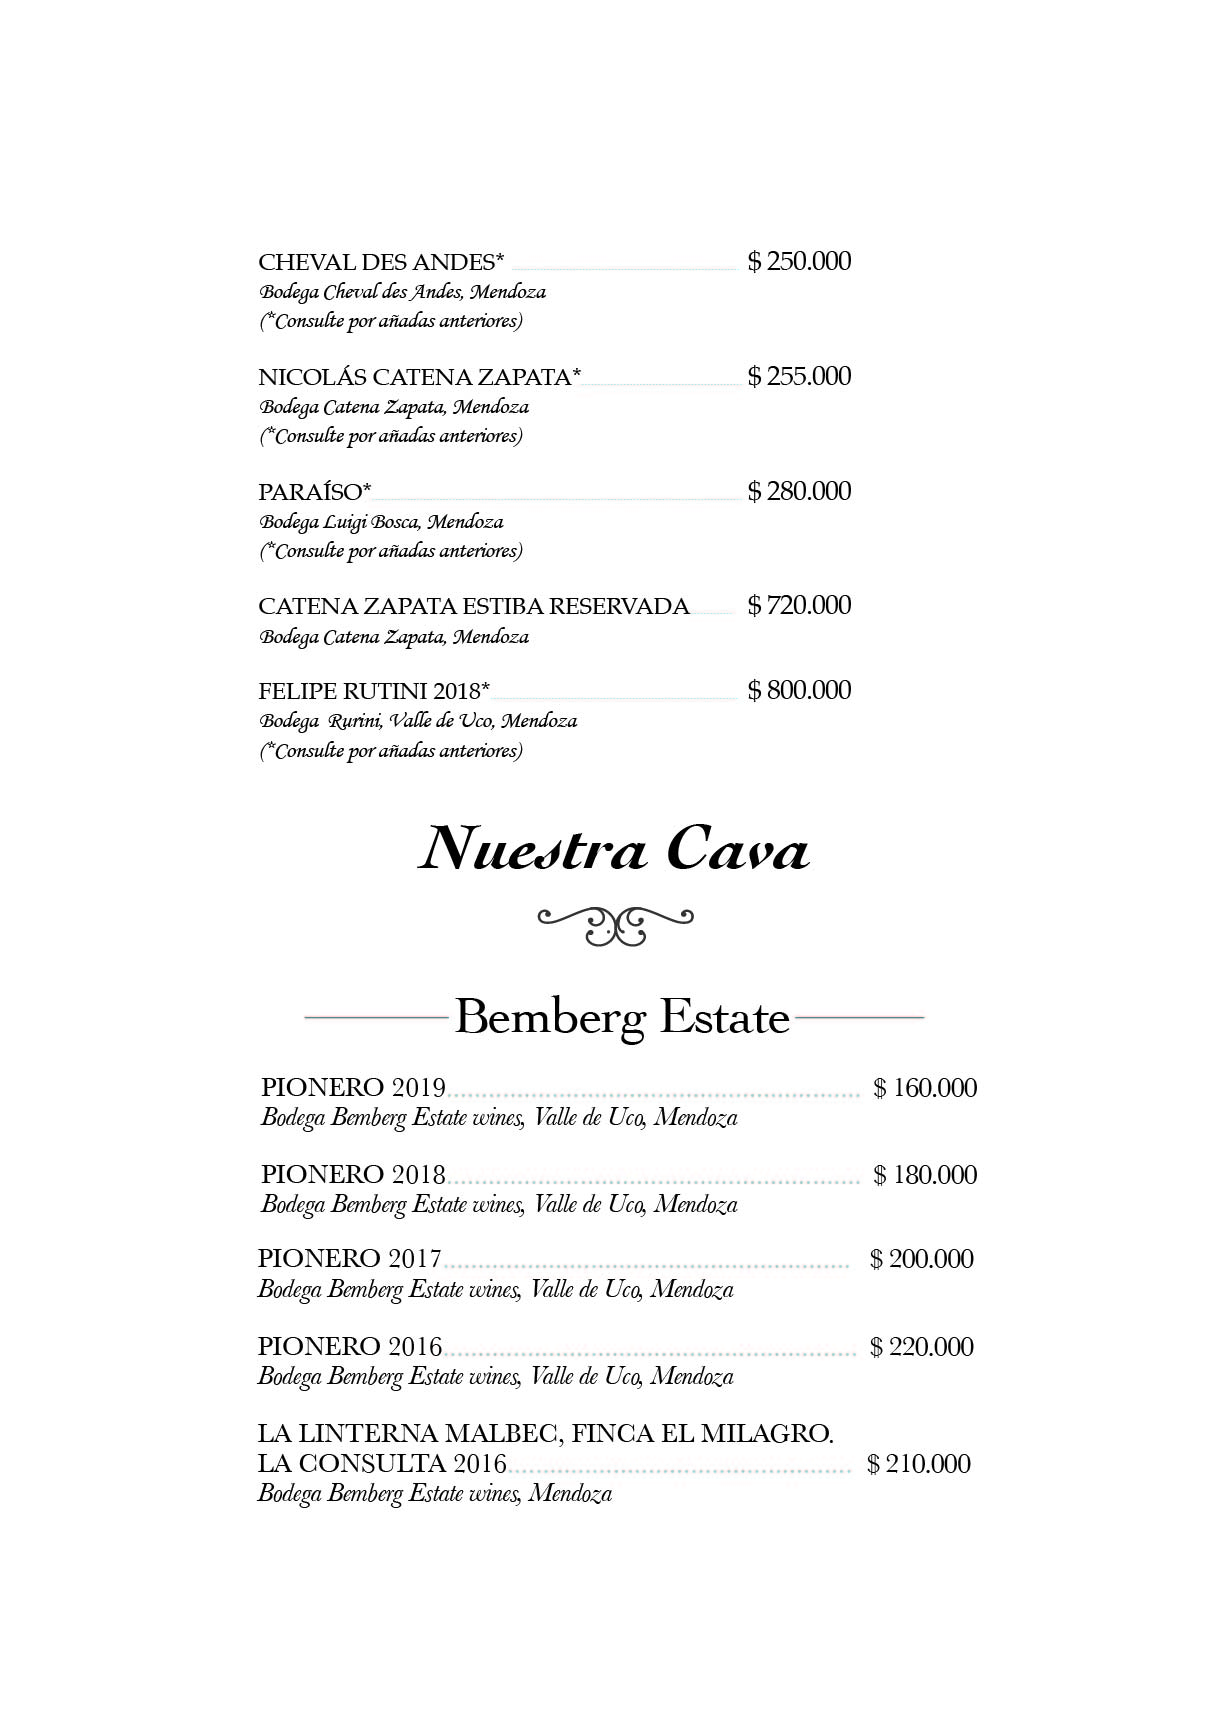 CHEVAL DES ANDES* $ 250.000
Bodega Cheval des Andes, Mendoza
(*Consulte por añadas anteriores)
NICOLÁS CATENA ZAPATA* $ 255.000
Bodega Catena Zapata, Mendoza
(*Consulte por añadas anteriores)
PARAÍSO* $ 280.000
Bodega Luigi Bosca, Mendoza
(*Consulte por añadas anteriores)
CATENA ZAPATA ESTIBA RESERVADA $ 720.000
Bodega Catena Zapata, Mendoza
FELIPE RUTINI 2018* $ 800.000
Bodega Rurini, Valle de Uco, Mendoza
(*Consulte por añadas anteriores)
Nuestra Cava
Bemberg Estate
PIONERO 2019 $ 160.000
Bodega Bemberg Estate wines, Valle de Uco, Mendoza
PIONERO 2018 $ 180.000
Bodega Bemberg Estate wines, Valle de Uco, Mendoza
PIONERO 2017 $ 200.000
Bodega Bemberg Estate wines, Valle de Uco, Mendoza
PIONERO 2016 $ 220.000
Bodega Bemberg Estate wines, Valle de Uco, Mendoza
LA LINTERNA MALBEC, FINCA EL MILAGRO.
LA CONSULTA 2016 $ 210.000
Bodega Bemberg Estate wines, Mendoza